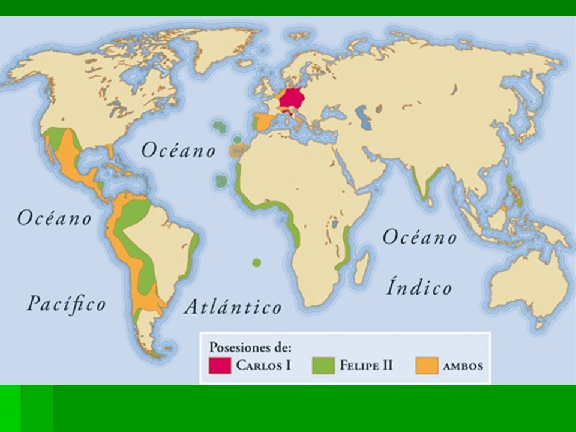 Océano
Océano
Océano
Pacífico
Atlántico
Índico
Posesiones de:
CARLOS I
FELIPE II
AMBOS